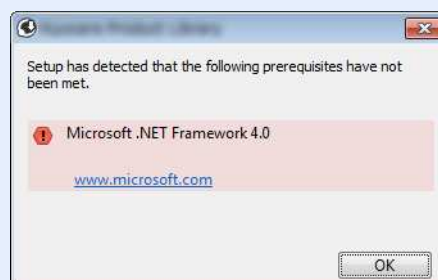 Setup has detected that the following prerequisites have not
been met.
Microsoft .NET Framework 4.0
www.microsoft.com
OK